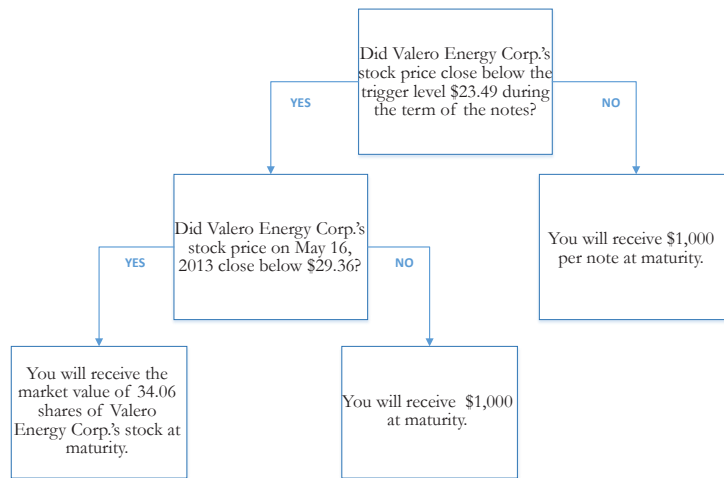 Did Valero Energy Corp.'s
stock price close below the
trigger level $23.49 during
the term of the notes?
YES
NO
Did Valero Energy Corp.'s
stock price on May 16,
2013 close below $29.36?
You will receive $1,000
per note at maturity.
YES
NO
You will receive the
market value of 34.06
shares of Valero
Energy Corp.'s stock at
maturity.
You will receive $1,000
at maturity.